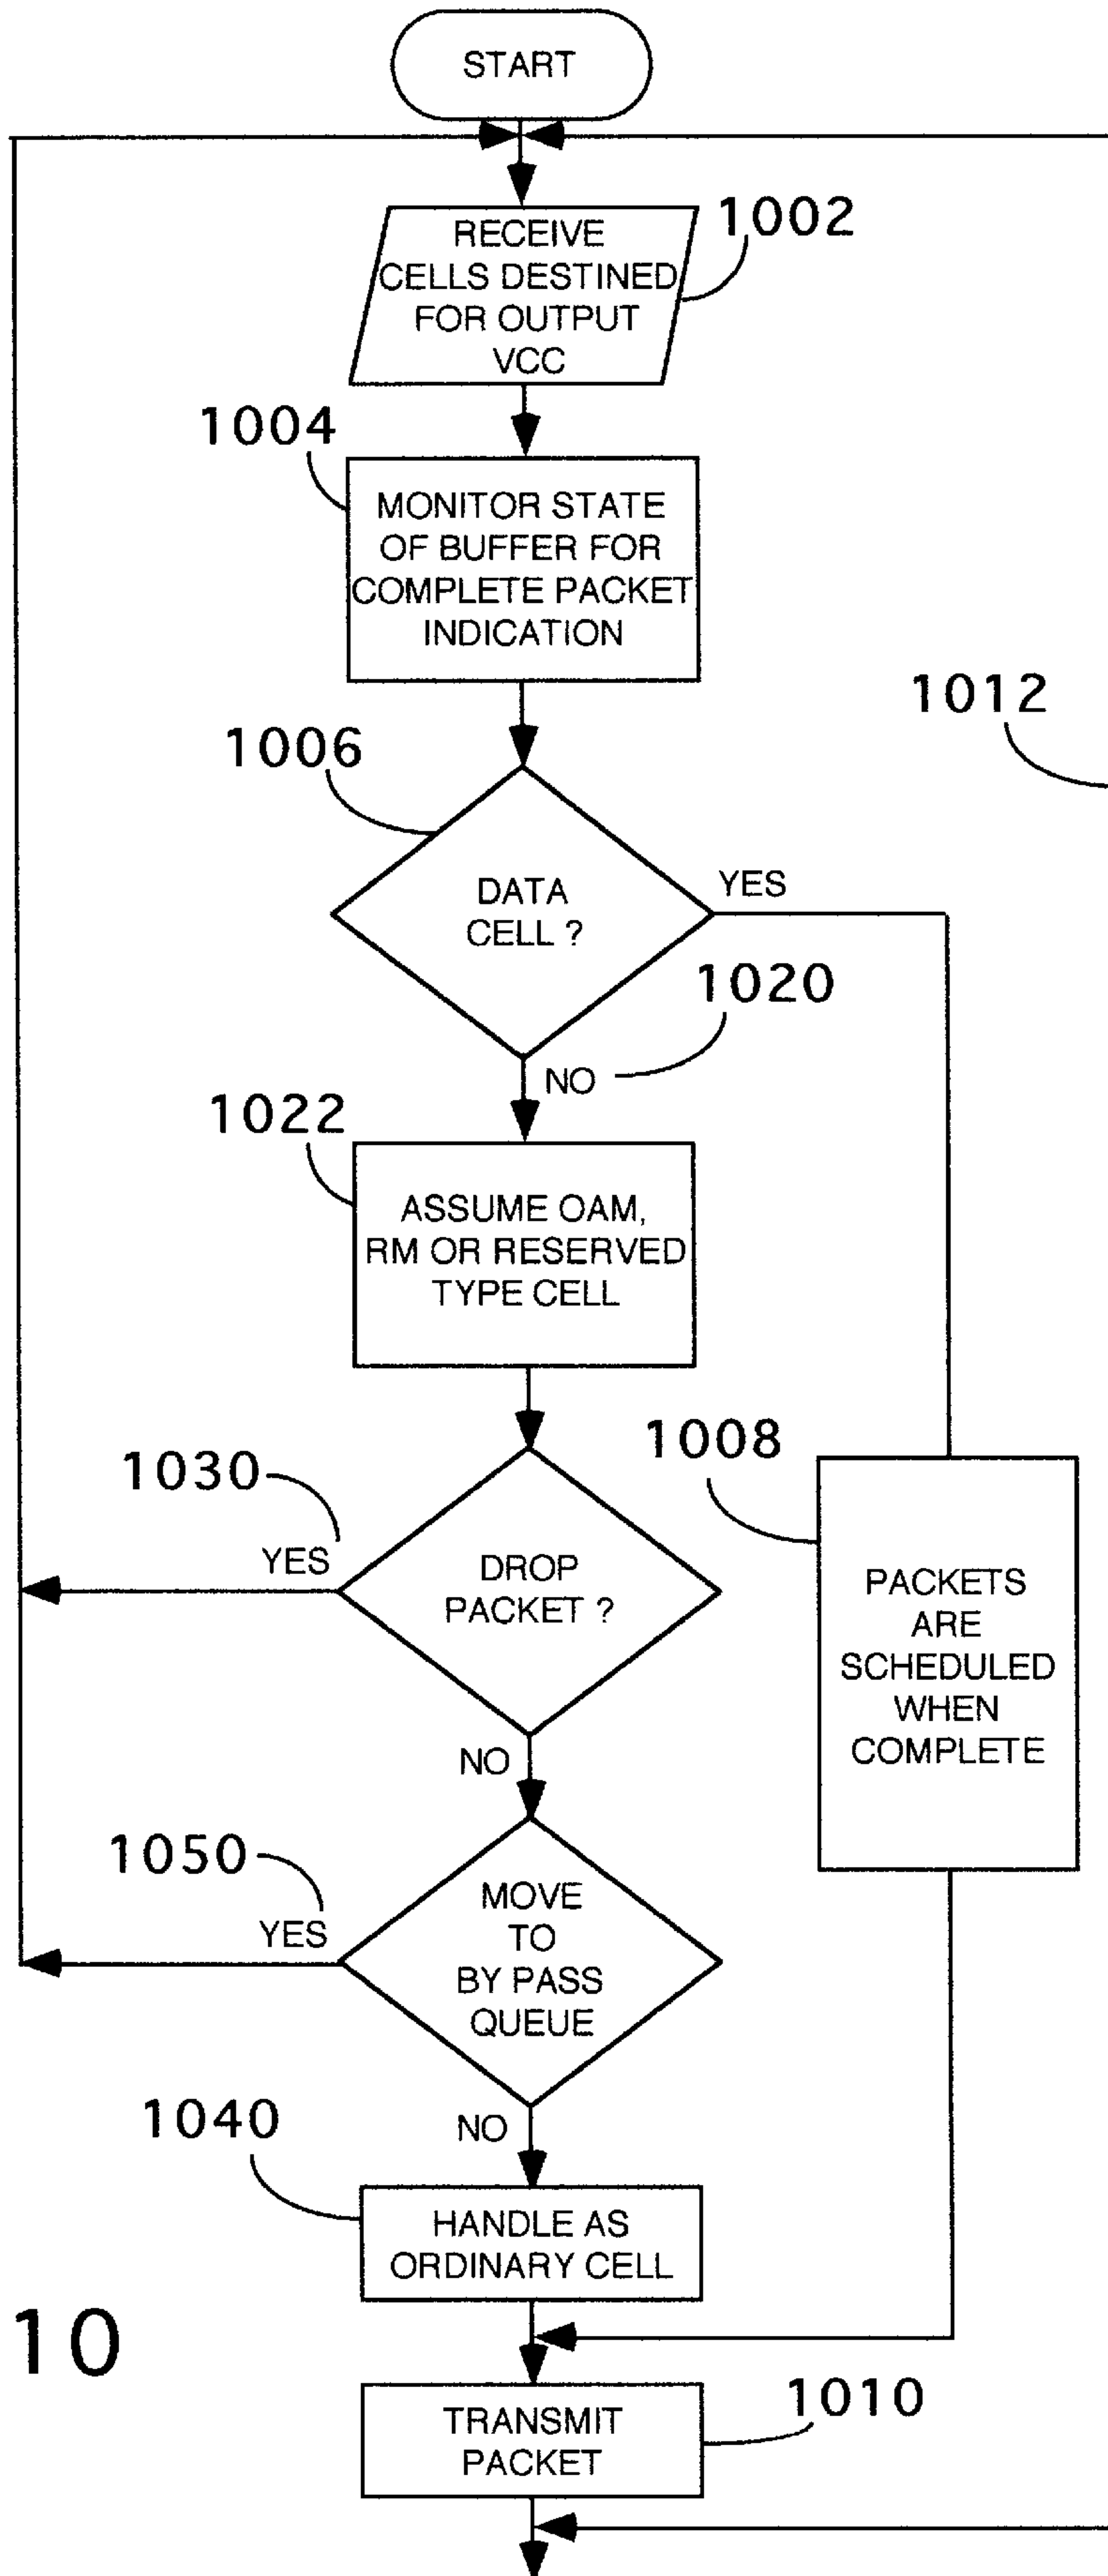 START
RECEIVE
CELLS DESTINED
FOR OUTPUT
VCC
1002
1004
MONITOR STATE
OF BUFFER FOR
COMPLETE PACKET
INDICATION
1012
1006
DATA
CELL ?
YES
1020
NO
1022
ASSUME OAM,
RM OR RESERVED
TYPE CELL
1030
YES
DROP
PACKET ?
1008
PACKETS
ARE
SCHEDULED
WHEN
COMPLETE
NO
1050
YES
MOVE
TO
BY PASS
QUEUE
NO
1040
HANDLE AS
ORDINARY CELL
10
TRANSMIT
PACKET
1010